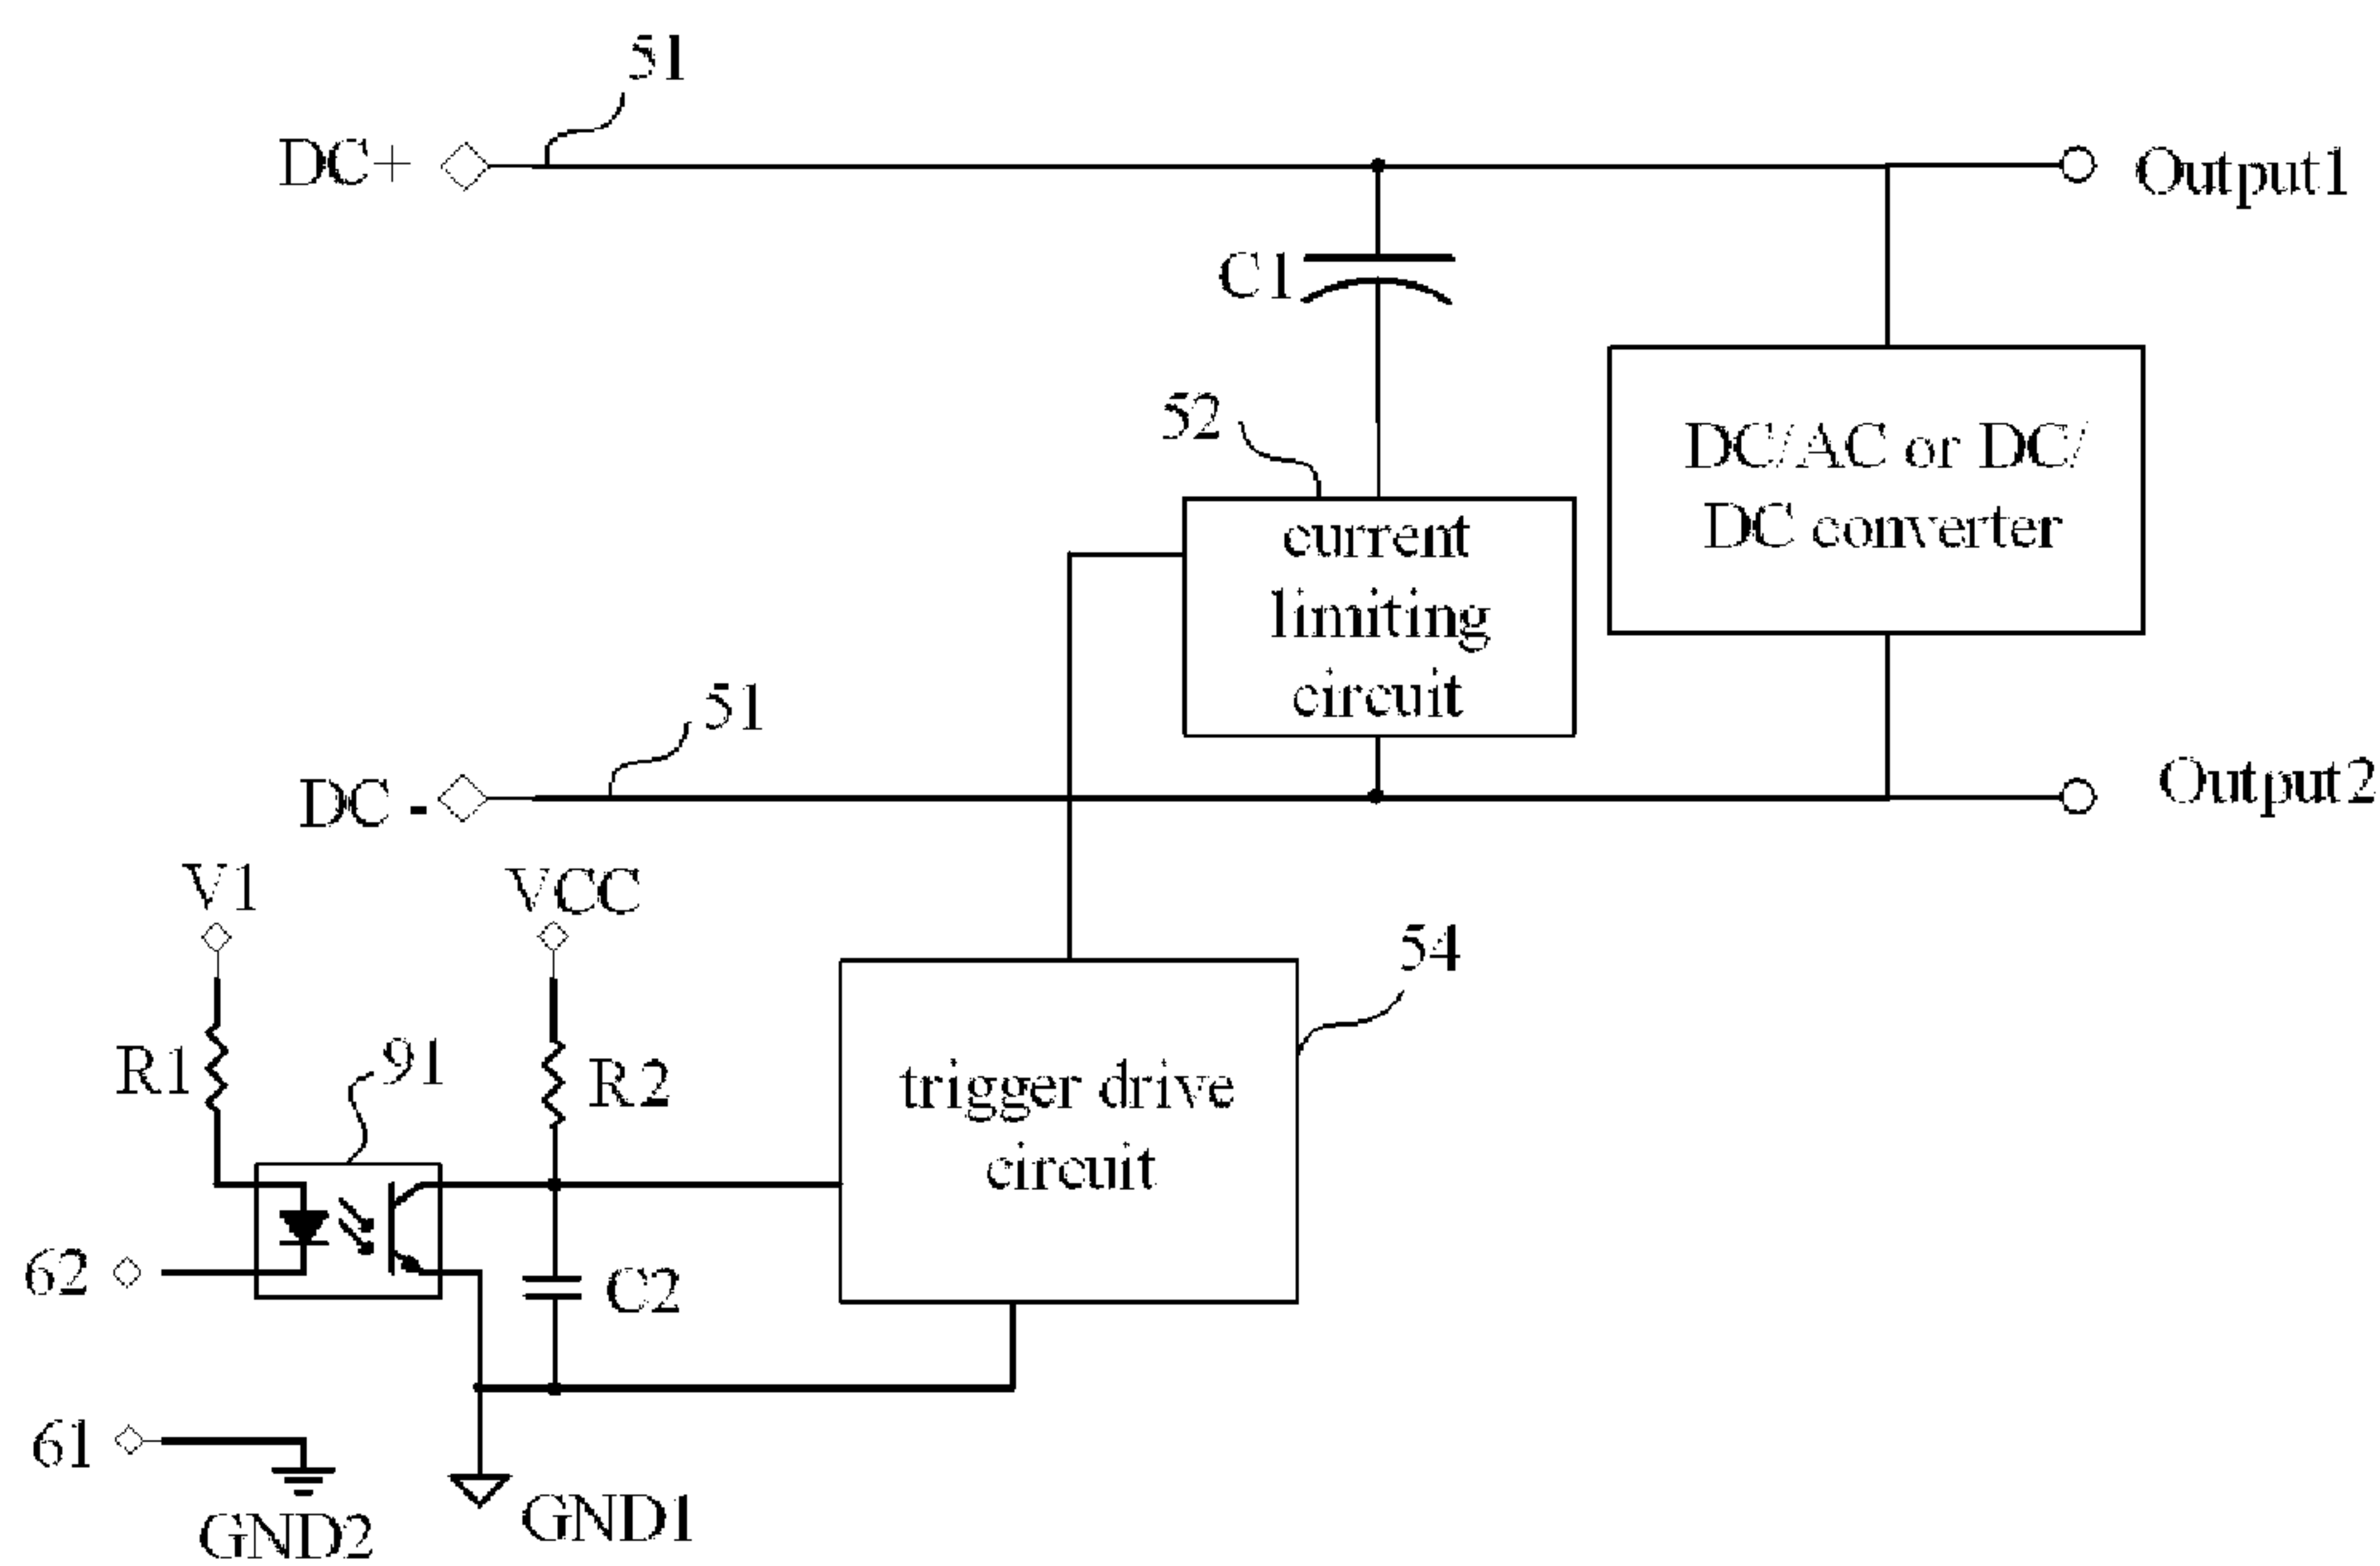 51
DC+
Output1
C1
52
DC/AC or DC/
DC converter
current
limiting
circuit
51
DC -
Output2
V1
VCC
54
R1
91
R2
trigger drive
circuit
62
C2
61
GND2
GND1